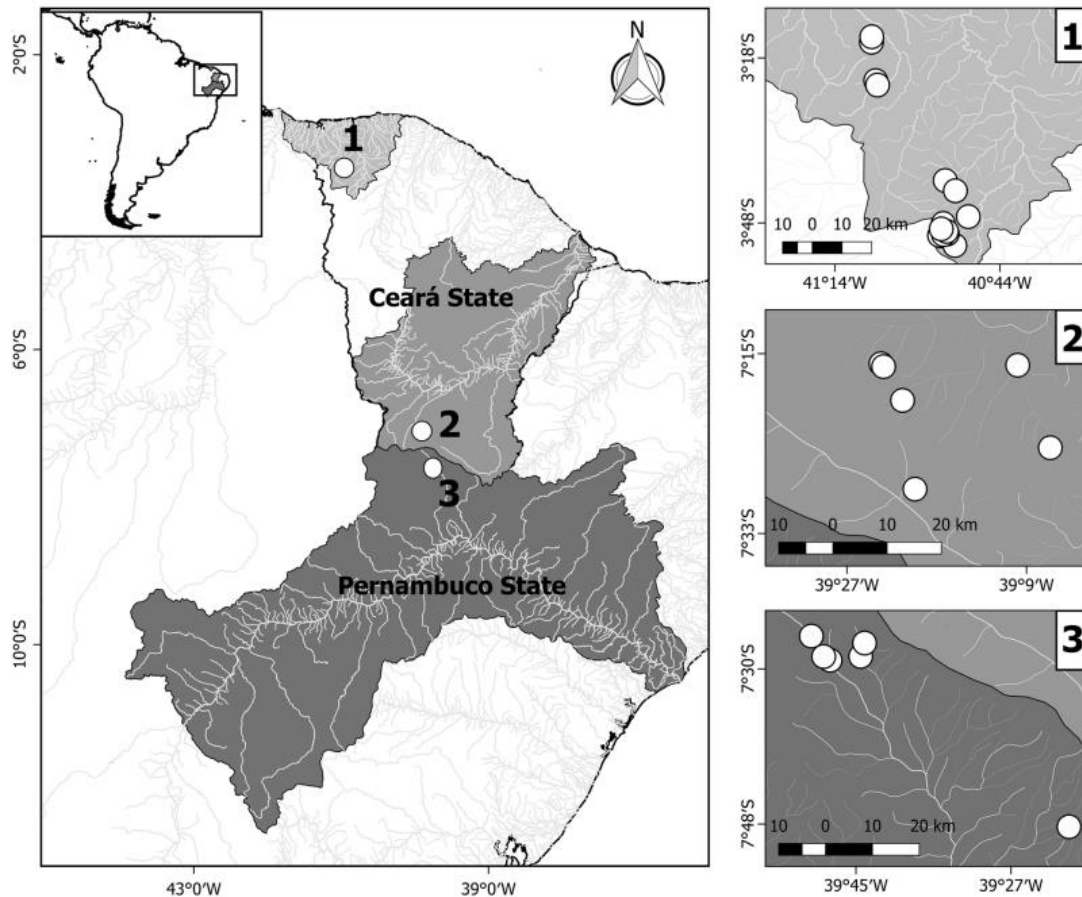 2°0'S
6°0'S
10°0'S
43°0'W
39°0'W
N
1
Ceará State
2
3
Pernambuco State
1
3°18'S
3°48'S
10 0 10 20 km
41°14'W
40°44'W
2
7°15'S
7°33'S
10 0 10 20 km
39°27'W
39°9'W
3
7°30'S
7°48'S
10 0 10 20 km
39°45'W
39°27'W